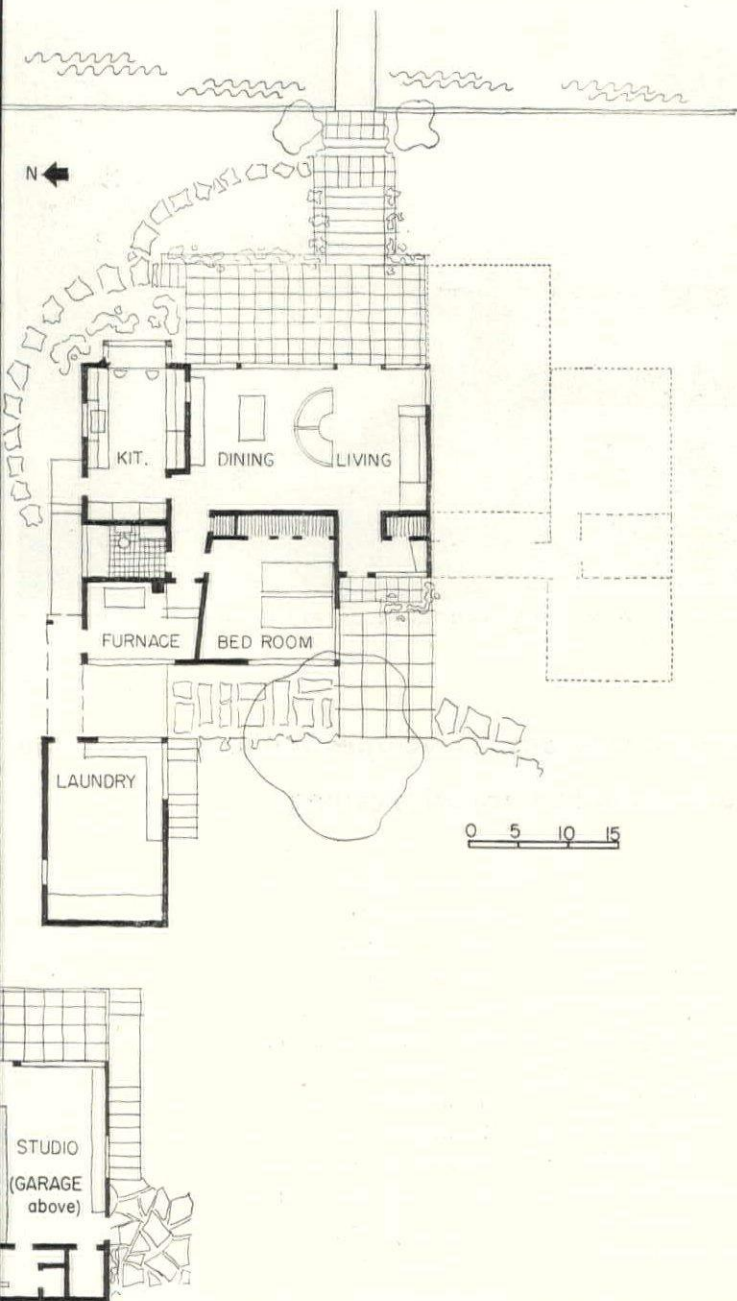 N
KIT.
DINING
LIVING
FURNACE
BED ROOM
LAUNDRY
0 5 10 15
STUDIO
(GARAGE
above)